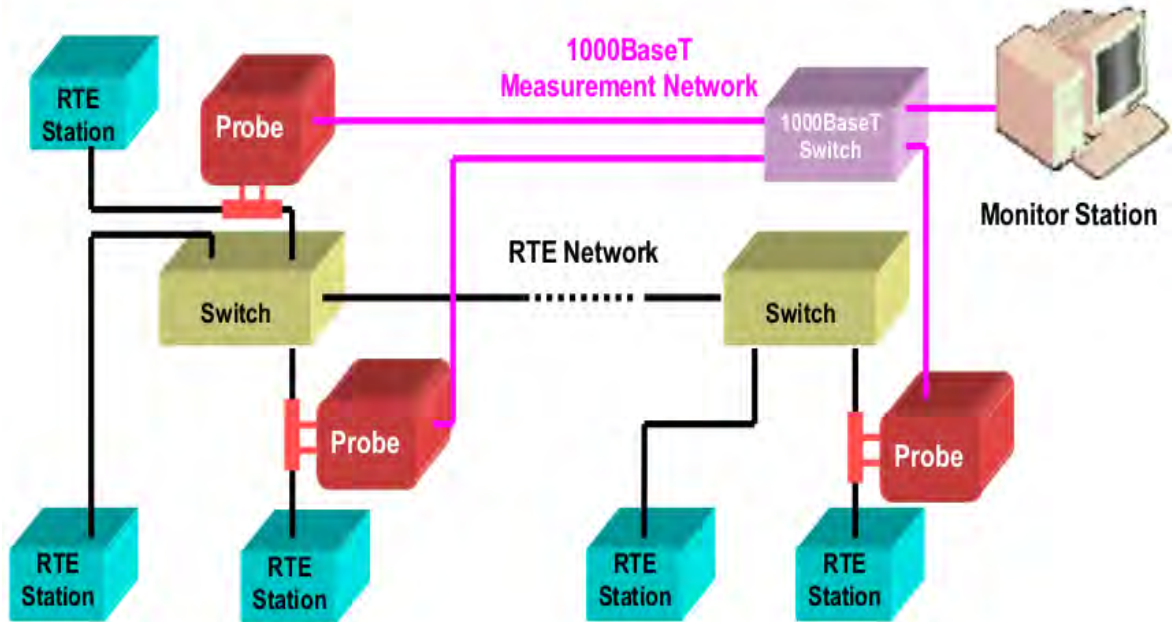 1000BaseT
Measurement Network
RTE
Station
Probe
1000BaseT
Switch
Monitor Station
RTE Network
Switch
Switch
Probe
Probe
RTE
Station
RTE
Station
RTE
Station
RTE
Station